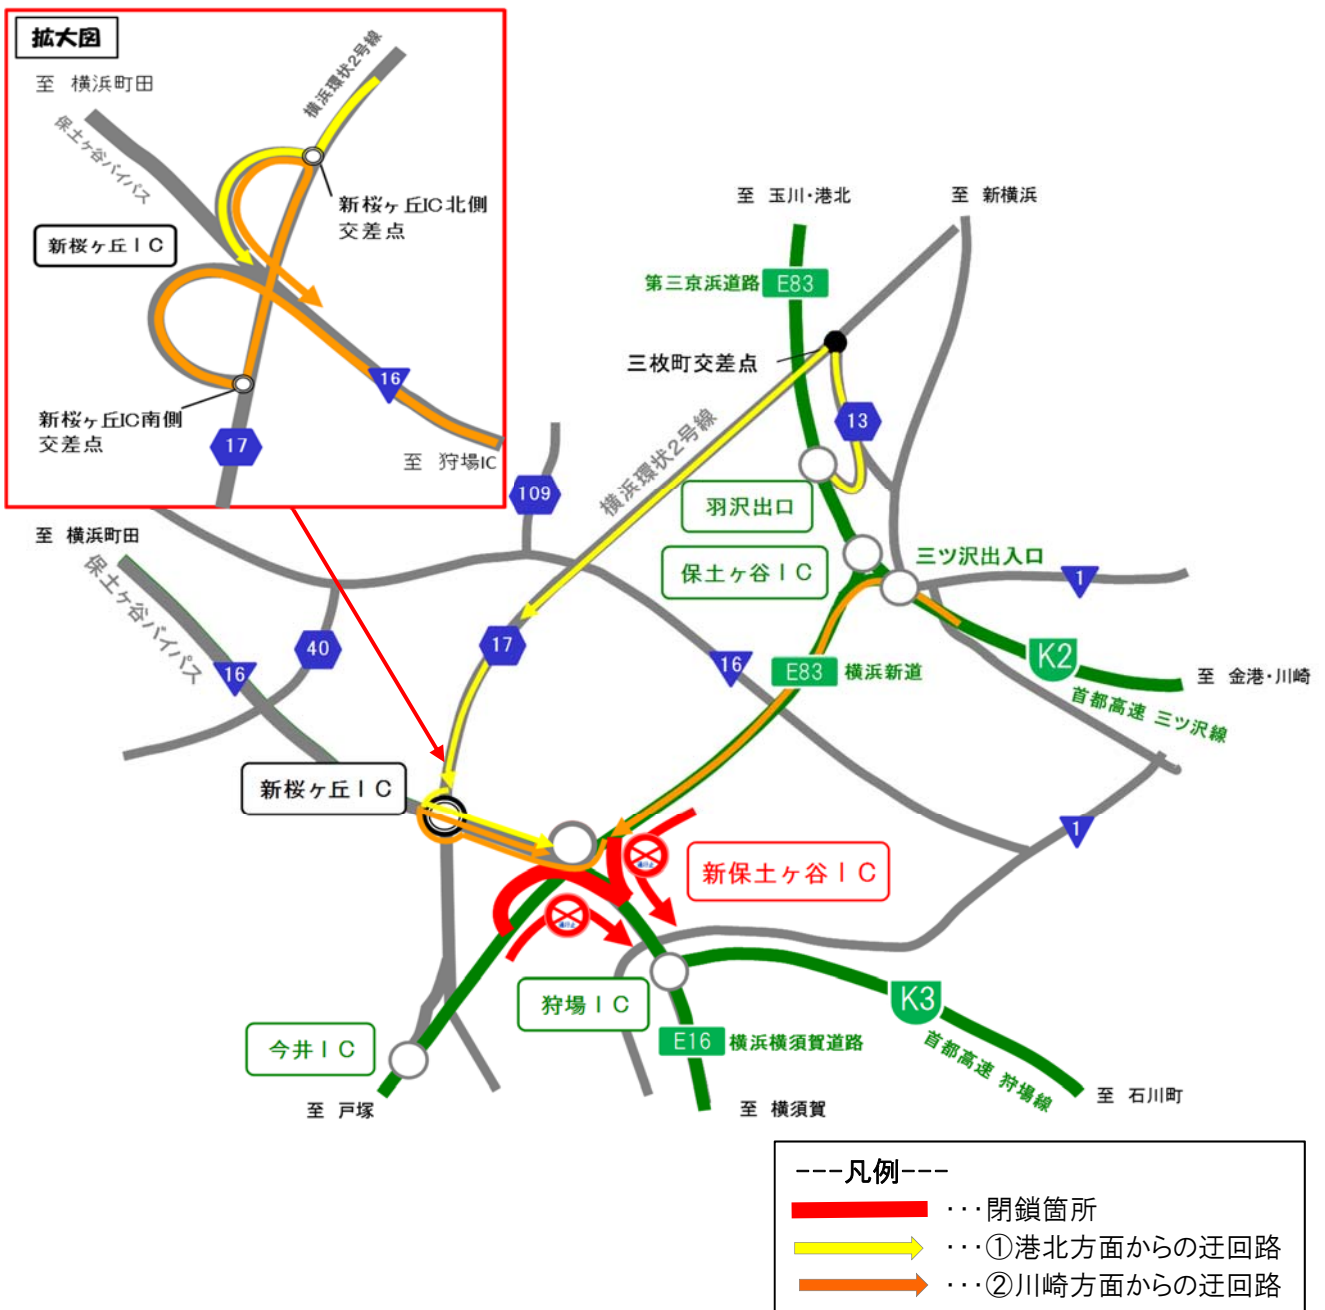 拡大図
至 横浜町田
横浜環状2号線
保土ヶ谷バイパス
新桜ヶ丘IC北側
交差点
新桜ヶ丘IC
16
新桜ヶ丘IC南側
交差点
17
至 狩場IC
至 玉川・港北
至 新横浜
第三京浜道路
E83
三枚町交差点
13
横浜環状2号線
109
羽沢出口
至 横浜町田
保土ヶ谷バイパス
保土ヶ谷IC
三ツ沢出入口
1
40
17
16
16
E83
横浜新道
K2
至 金港・川崎
首都高速 三ツ沢線
新桜ヶ丘IC
1
新保土ヶ谷IC
狩場IC
K3
今井IC
E16
横浜横須賀道路
首都高速 狩場線
至 戸塚
至 横須賀
至 石川町
---凡例---
・・・閉鎖箇所
・・・①港北方面からの迂回路
・・・②川崎方面からの迂回路